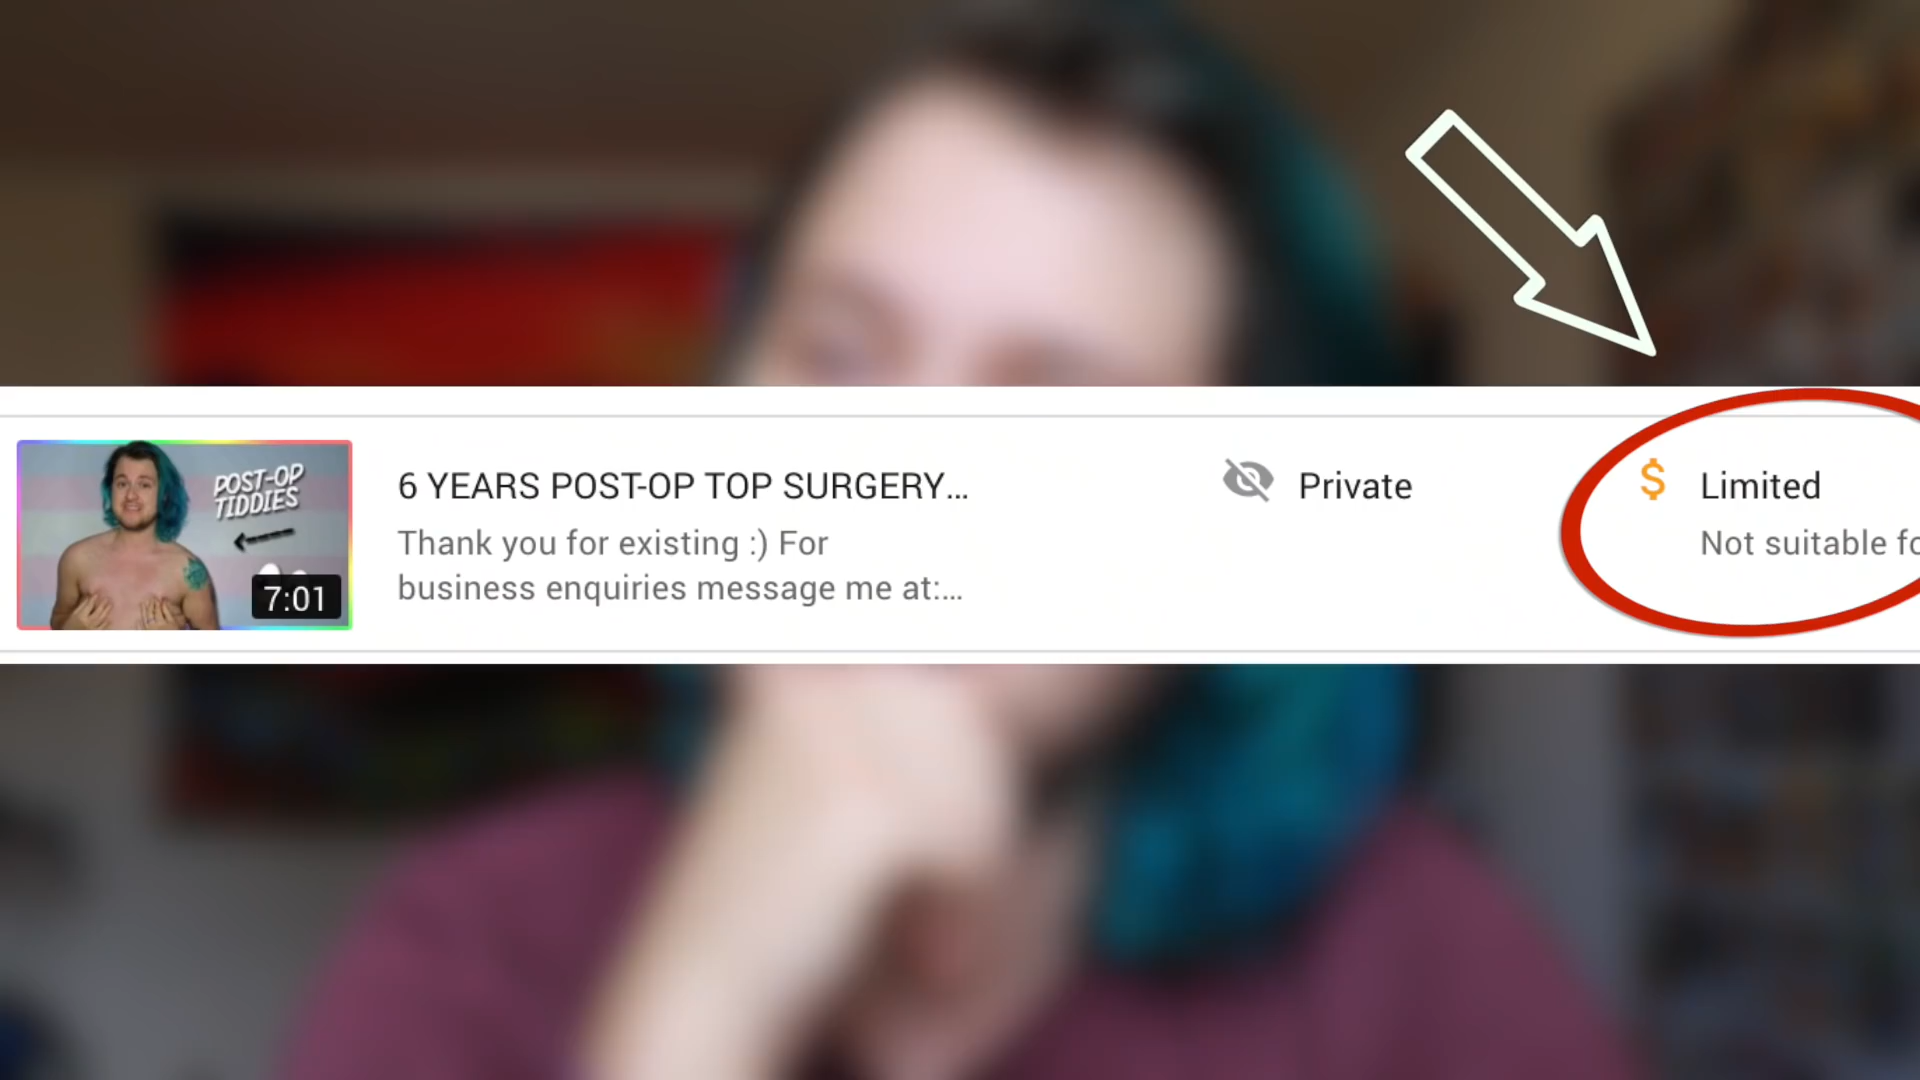 POST-OP
TIDDIES
7:01
6 YEARS POST-OP TOP SURGERY...
Thank you for existing :) For
business enquiries message me at:...
Private
Limited
Not suitable fo